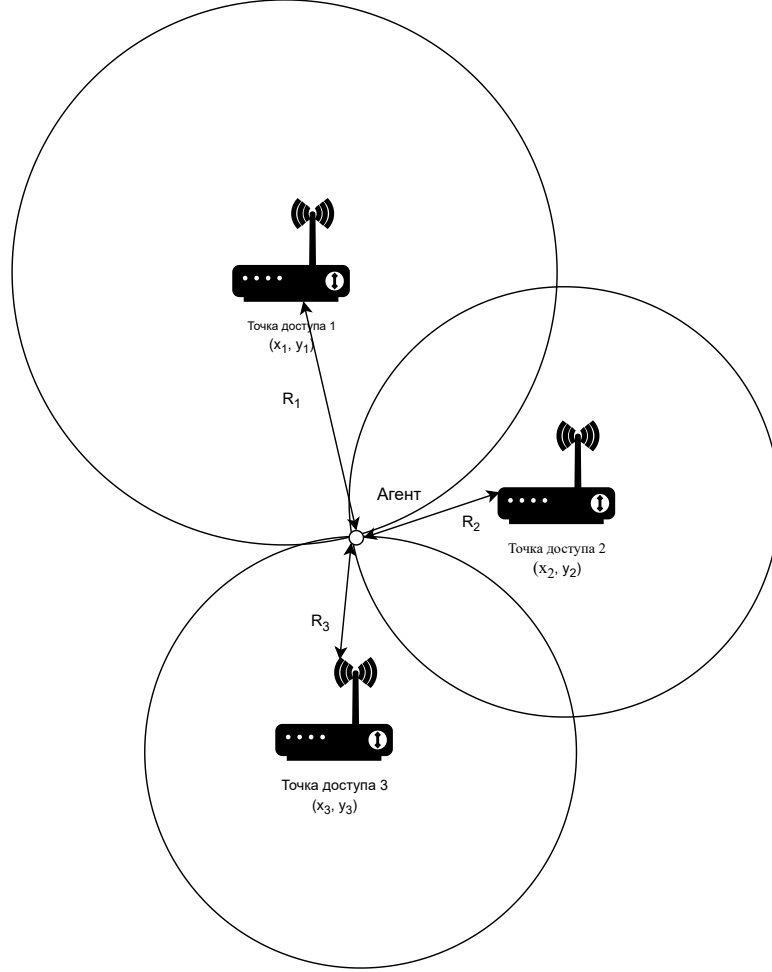 Точка доступа 1
(x₁, y₁)
R₁
Агент
R₂
Точка доступа 2
(x₂, y₂)
R₃
Точка доступа 3
(x₃, y₃)